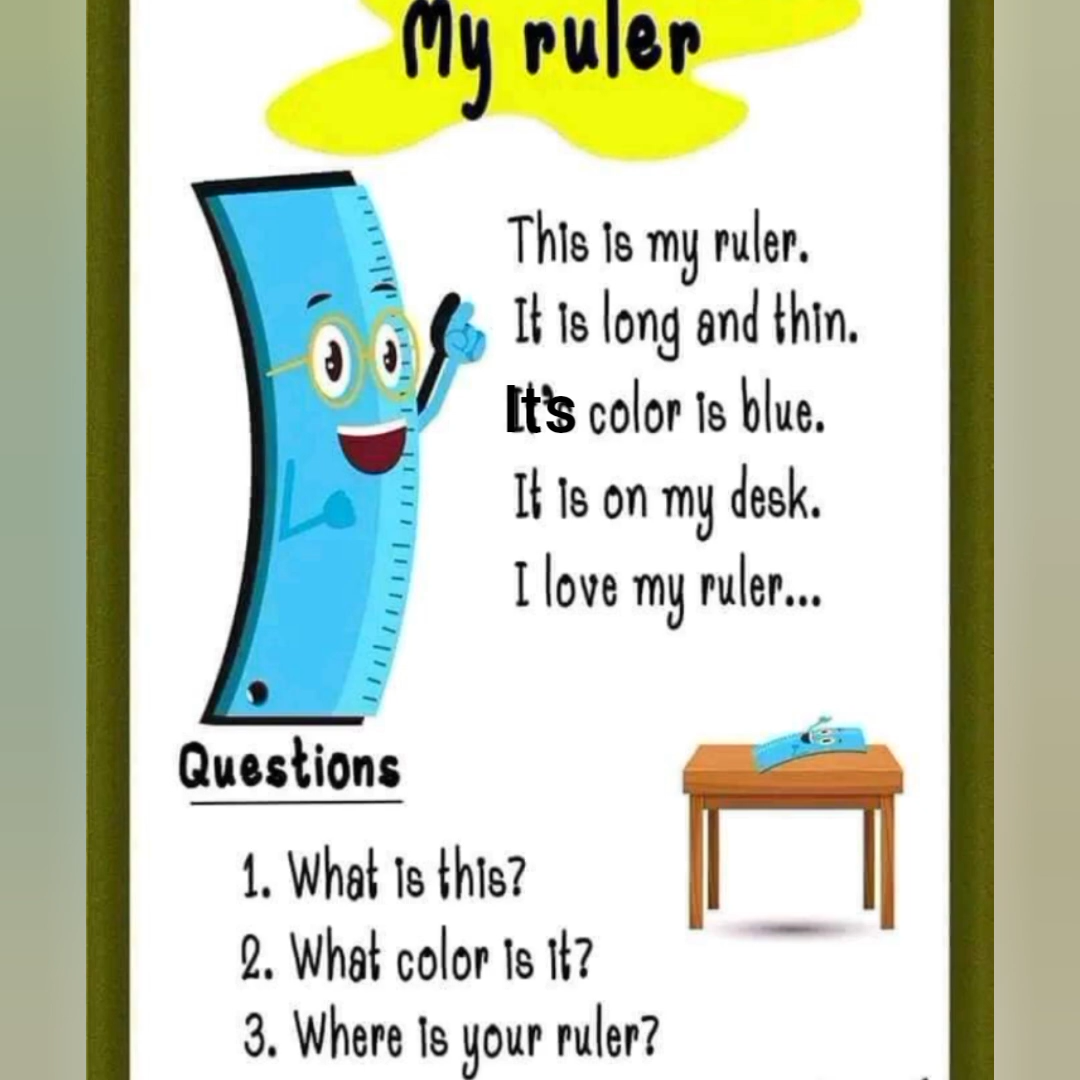 My ruler
This is my ruler.
It is long and thin.
It's color is blue.
It is on my desk.
I love my ruler...
Questions
1. What is this?
2. What color is it?
3. Where is your ruler?